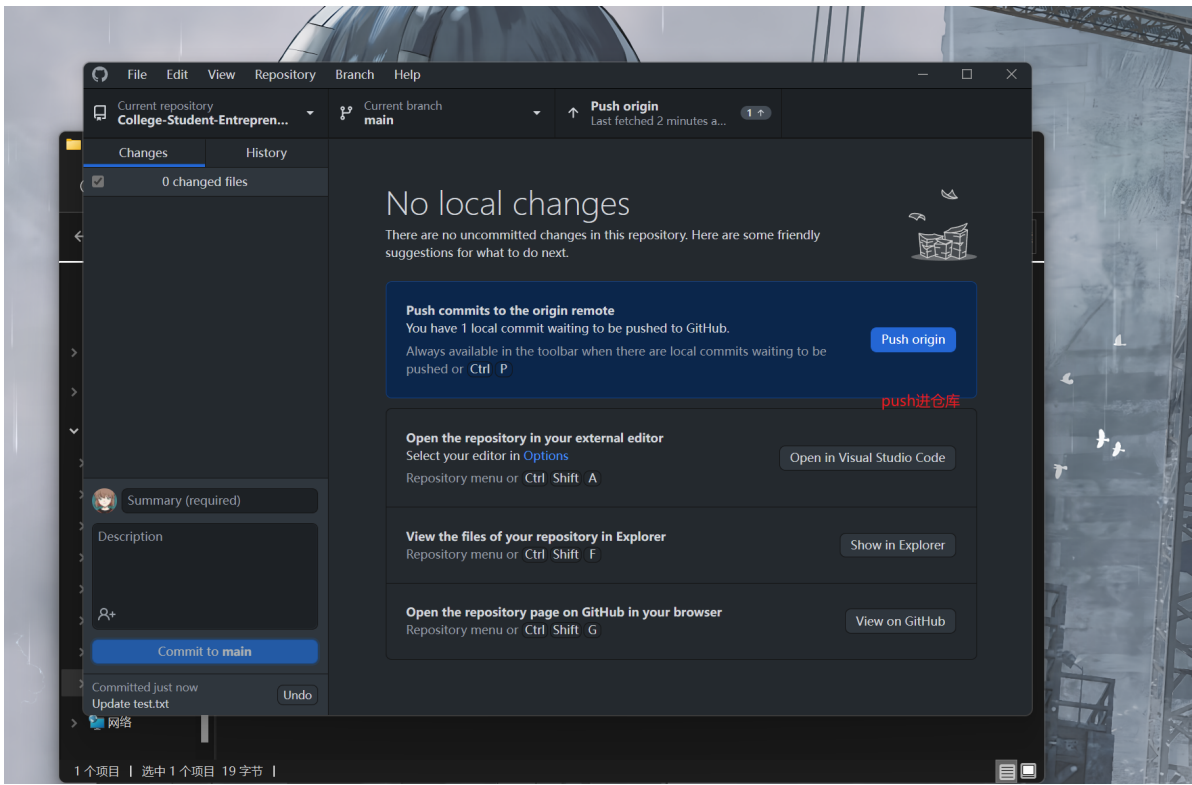 File Edit View Repository Branch Help
Current repository
College-Student-Entrepren...
Current branch
main
Push origin
Last fetched 2 minutes a...
1
Changes History
0 changed files
No local changes
There are no uncommitted changes in this repository. Here are some friendly
suggestions for what to do next.
Push commits to the origin remote
You have 1 local commit waiting to be pushed to GitHub.
Always available in the toolbar when there are local commits waiting to be
pushed or Ctrl P
Push origin
push进仓库
Open the repository in your external editor
Select your editor in Options
Repository menu or Ctrl Shift A
Open in Visual Studio Code
View the files of your repository in Explorer
Repository menu or Ctrl Shift F
Show in Explorer
Open the repository page on GitHub in your browser
Repository menu or Ctrl Shift G
View on GitHub
Summary (required)
Description
Commit to main
Committed just now
Update test.txt
Undo
网络
1 个项目 | 选中 1 个项目 19 字节 |